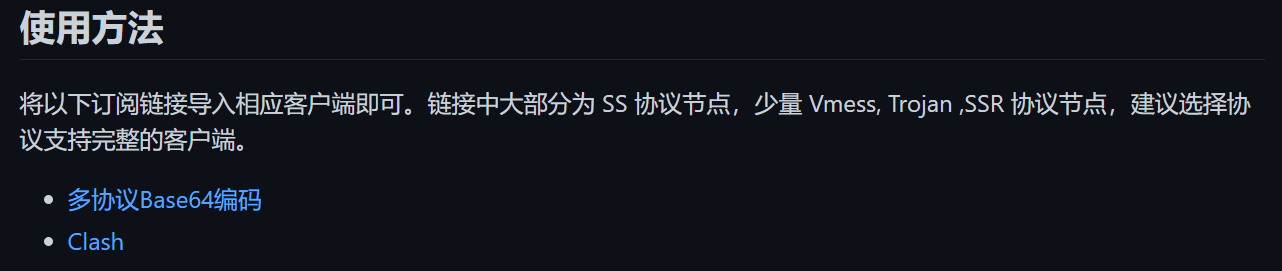 使用方法
将以下订阅链接导入相应客户端即可。链接中大部分为 SS 协议节点，少量 Vmess, Trojan ,SSR 协议节点，建议选择协
议支持完整的客户端。
多协议Base64编码
Clash